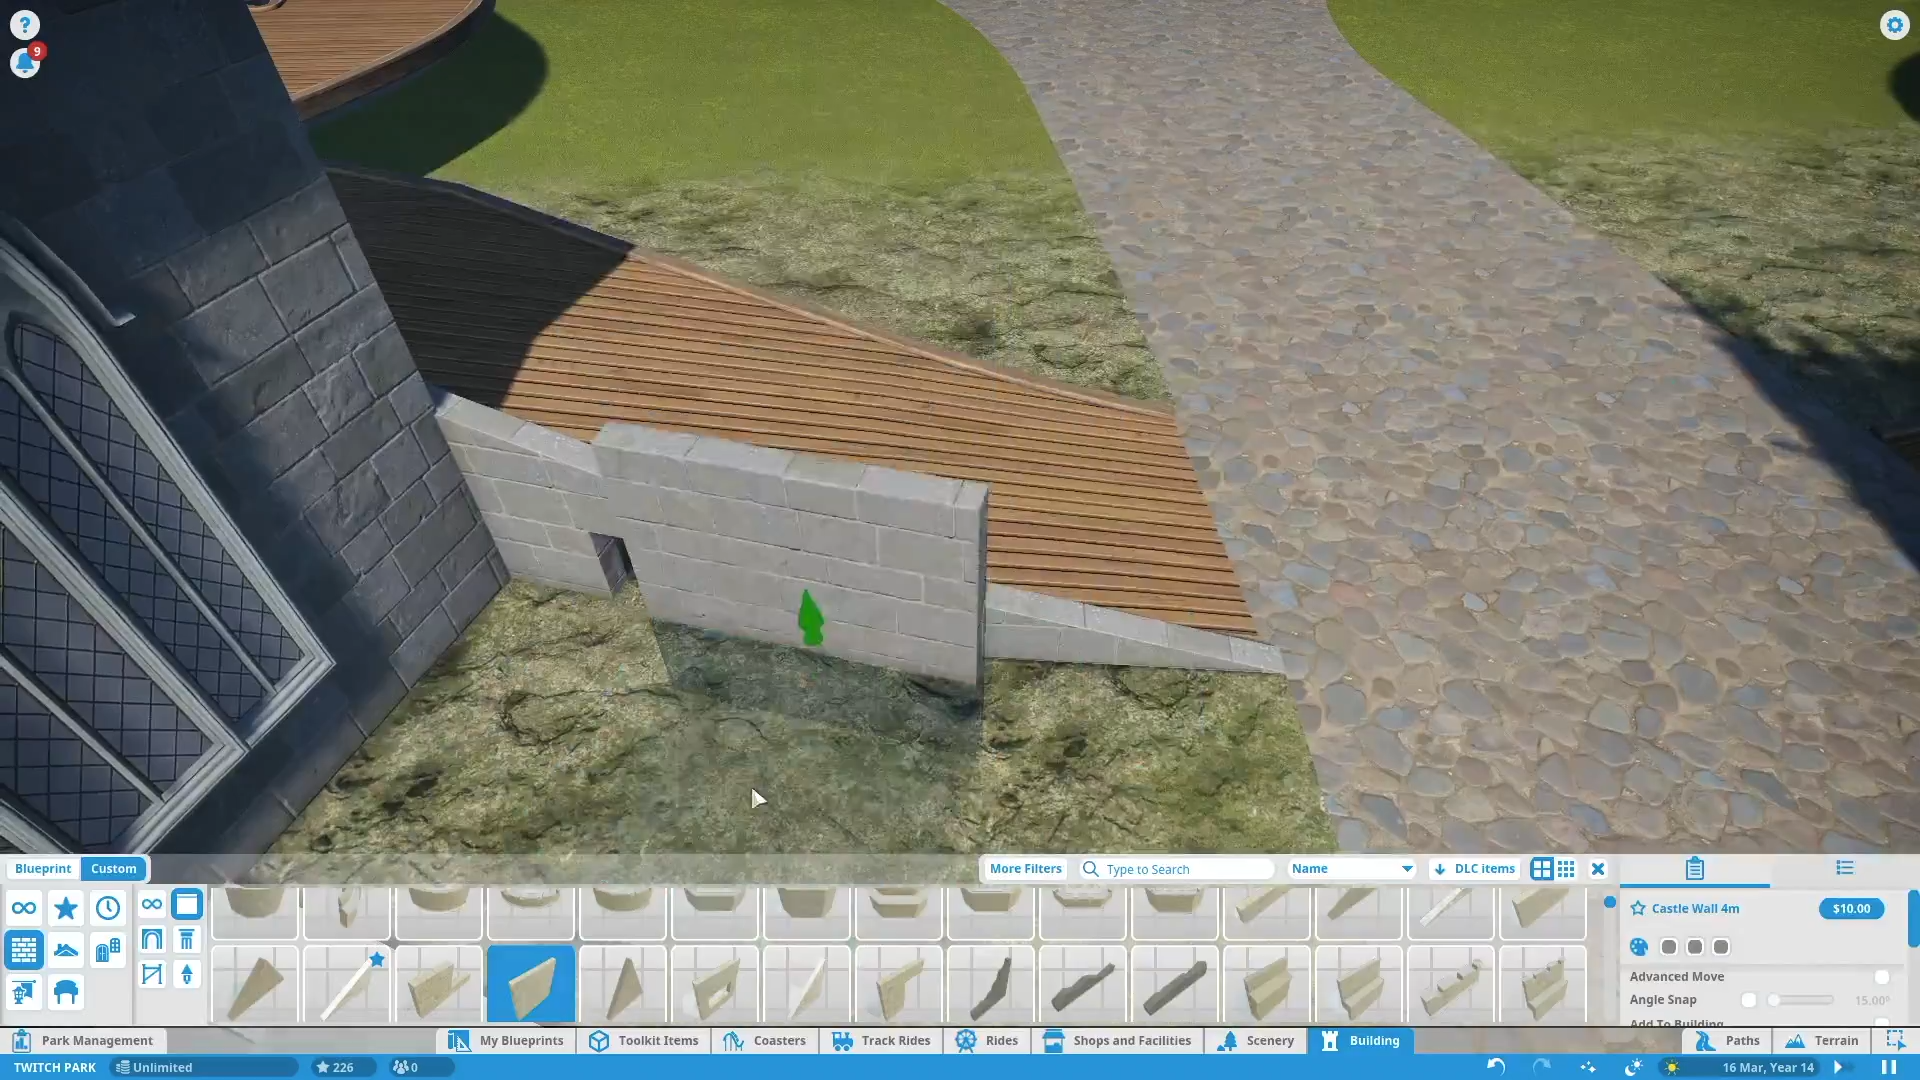 ?
9
Blueprint
Custom
More Filters
Type to Search
Name
DLC items
Castle Wall 4m
$10.00
Advanced Move
Angle Snap
15.00°
Add To Building
Park Management
My Blueprints
Toolkit Items
Coasters
Track Rides
Rides
Shops and Facilities
Scenery
Building
Paths
Terrain
TWITCH PARK
Unlimited
226
0
16 Mar, Year 14